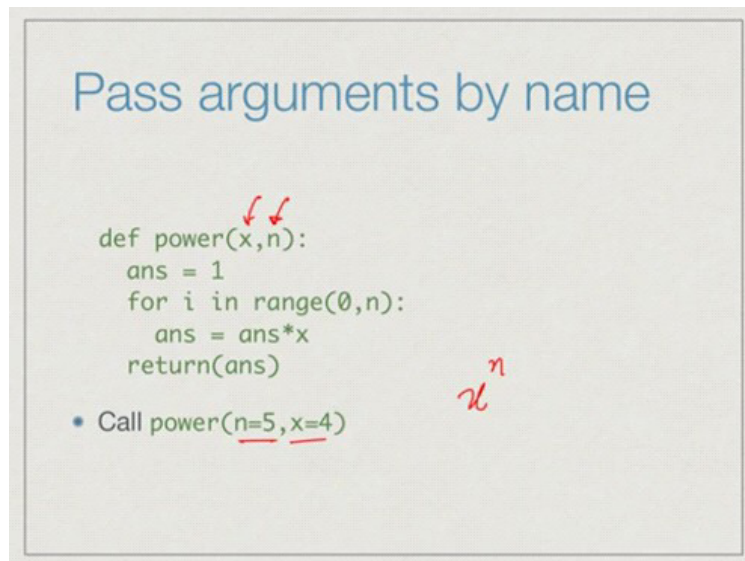 Pass arguments by name
def power(x,n):
ans = 1
for i in range(0,n):
ans = ans*x
return(ans)
x^n
• Call power(n=5,x=4)